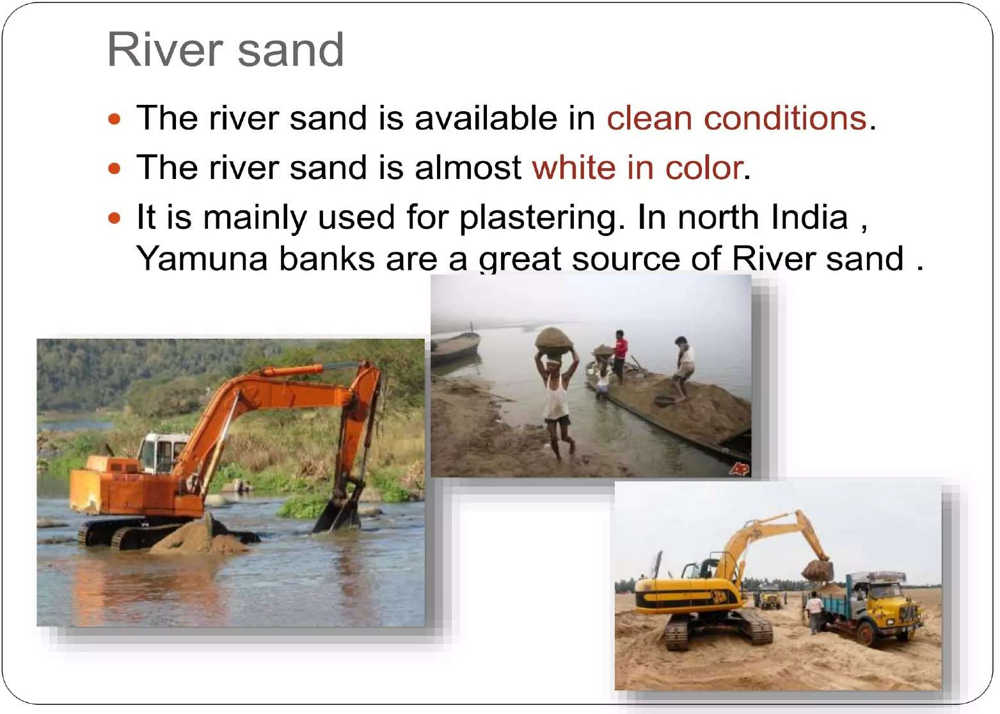 River sand
• The river sand is available in clean conditions.
• The river sand is almost white in color.
• It is mainly used for plastering. In north India ,
Yamuna banks are a great source of River sand .
AP
JCB